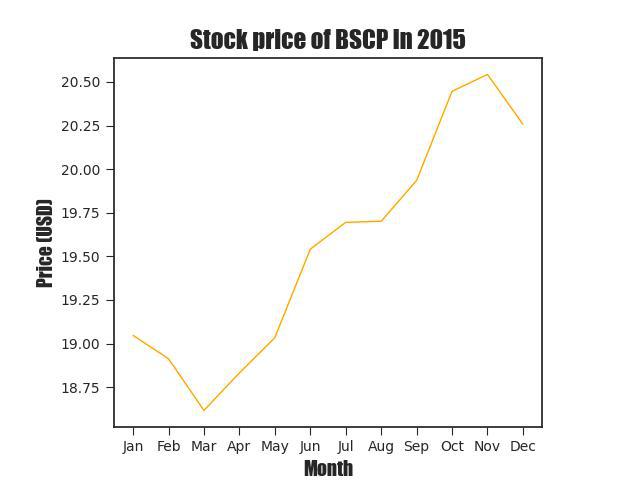 Stock price of BSCP in 2015
20.50
20.25
20.00
19.75
19.50
19.25
19.00
18.75
Price (USD)
Jan Feb Mar Apr May Jun Jul Aug Sep Oct Nov Dec
Month